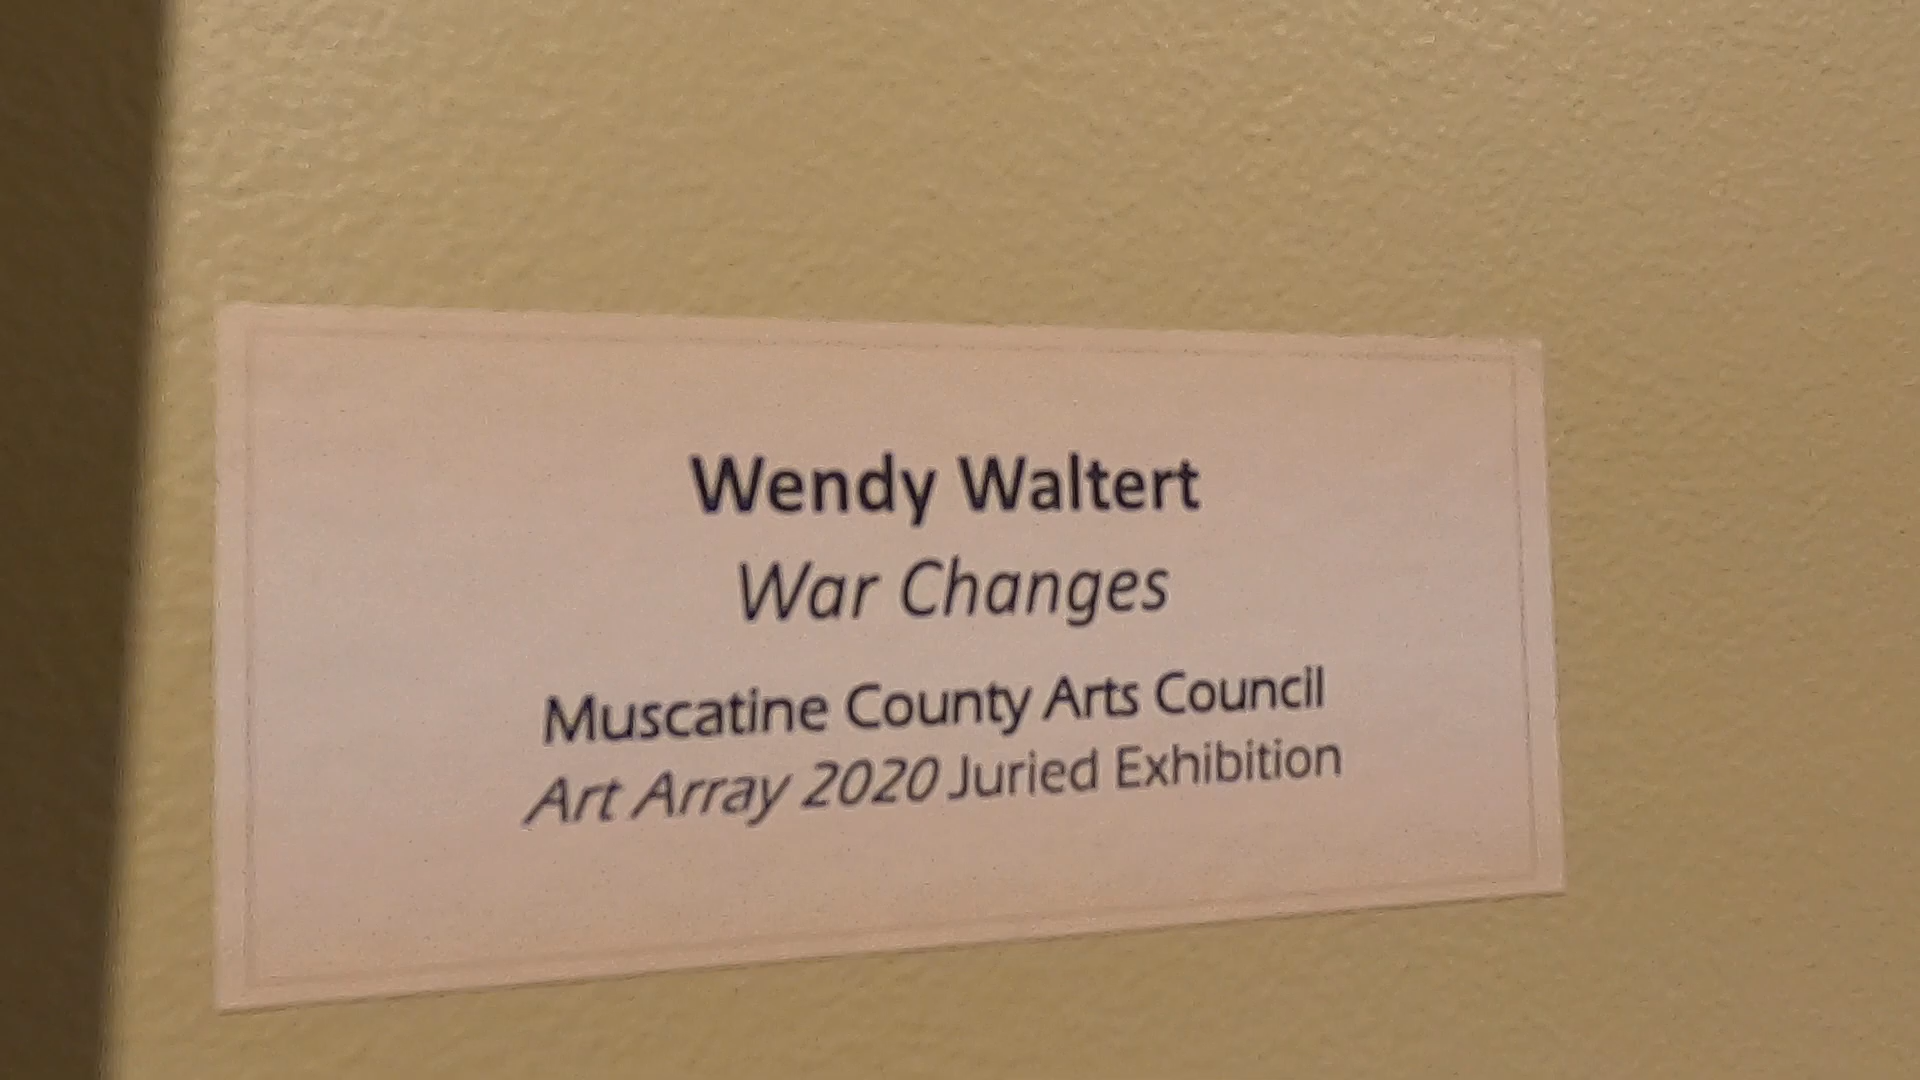 Wendy Waltert
War Changes
Muscatine County Arts Council
Art Array 2020 Juried Exhibition